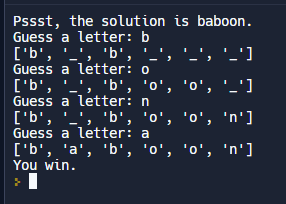 Pssst, the solution is baboon.
Guess a letter: b
['b', '_', 'b', '_', '_', '_']
Guess a letter: o
['b', '_', 'b', 'o', 'o', '_']
Guess a letter: n
['b', '_', 'b', 'o', 'o', 'n']
Guess a letter: a
['b', 'a', 'b', 'o', 'o', 'n']
You win.
>